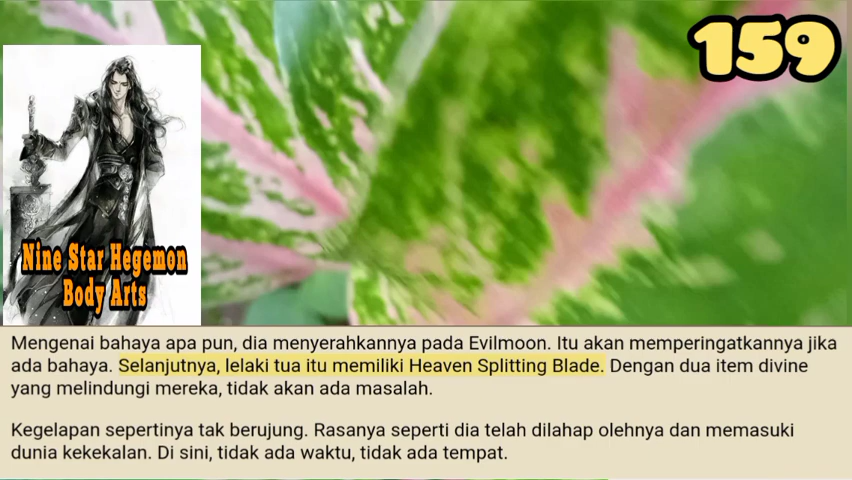 159
Nine Star Hegemon
Body Arts
Mengenai bahaya apa pun, dia menyerahkannya pada Evilmoon. Itu akan memperingatkannya jika
ada bahaya. Selanjutnya, lelaki tua itu memiliki Heaven Splitting Blade. Dengan dua item divine
yang melindungi mereka, tidak akan ada masalah.
Kegelapan sepertinya tak berujung. Rasanya seperti dia telah dilahap olehnya dan memasuki
dunia kekekalan. Di sini, tidak ada waktu, tidak ada tempat.